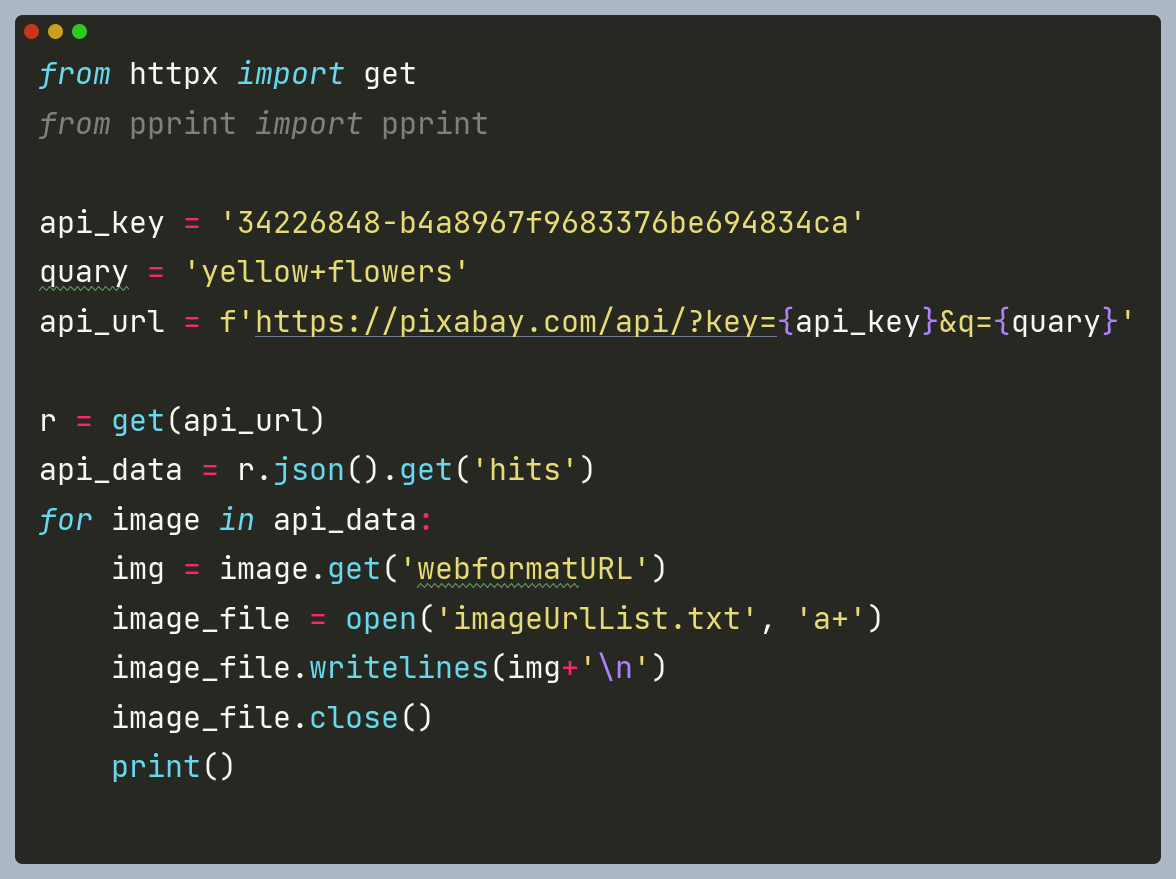 from httpx import get
from pprint import pprint
api_key = '34226848-b4a8967f9683376be694834ca'
quary = 'yellow+flowers'
api_url = f'https://pixabay.com/api/?key={api_key}&q={quary}'
r = get(api_url)
api_data = r.json().get('hits')
for image in api_data:
    img = image.get('webformatURL')
    image_file = open('imageUrlList.txt', 'a+')
    image_file.writelines(img+'\n')
    image_file.close()
    print()